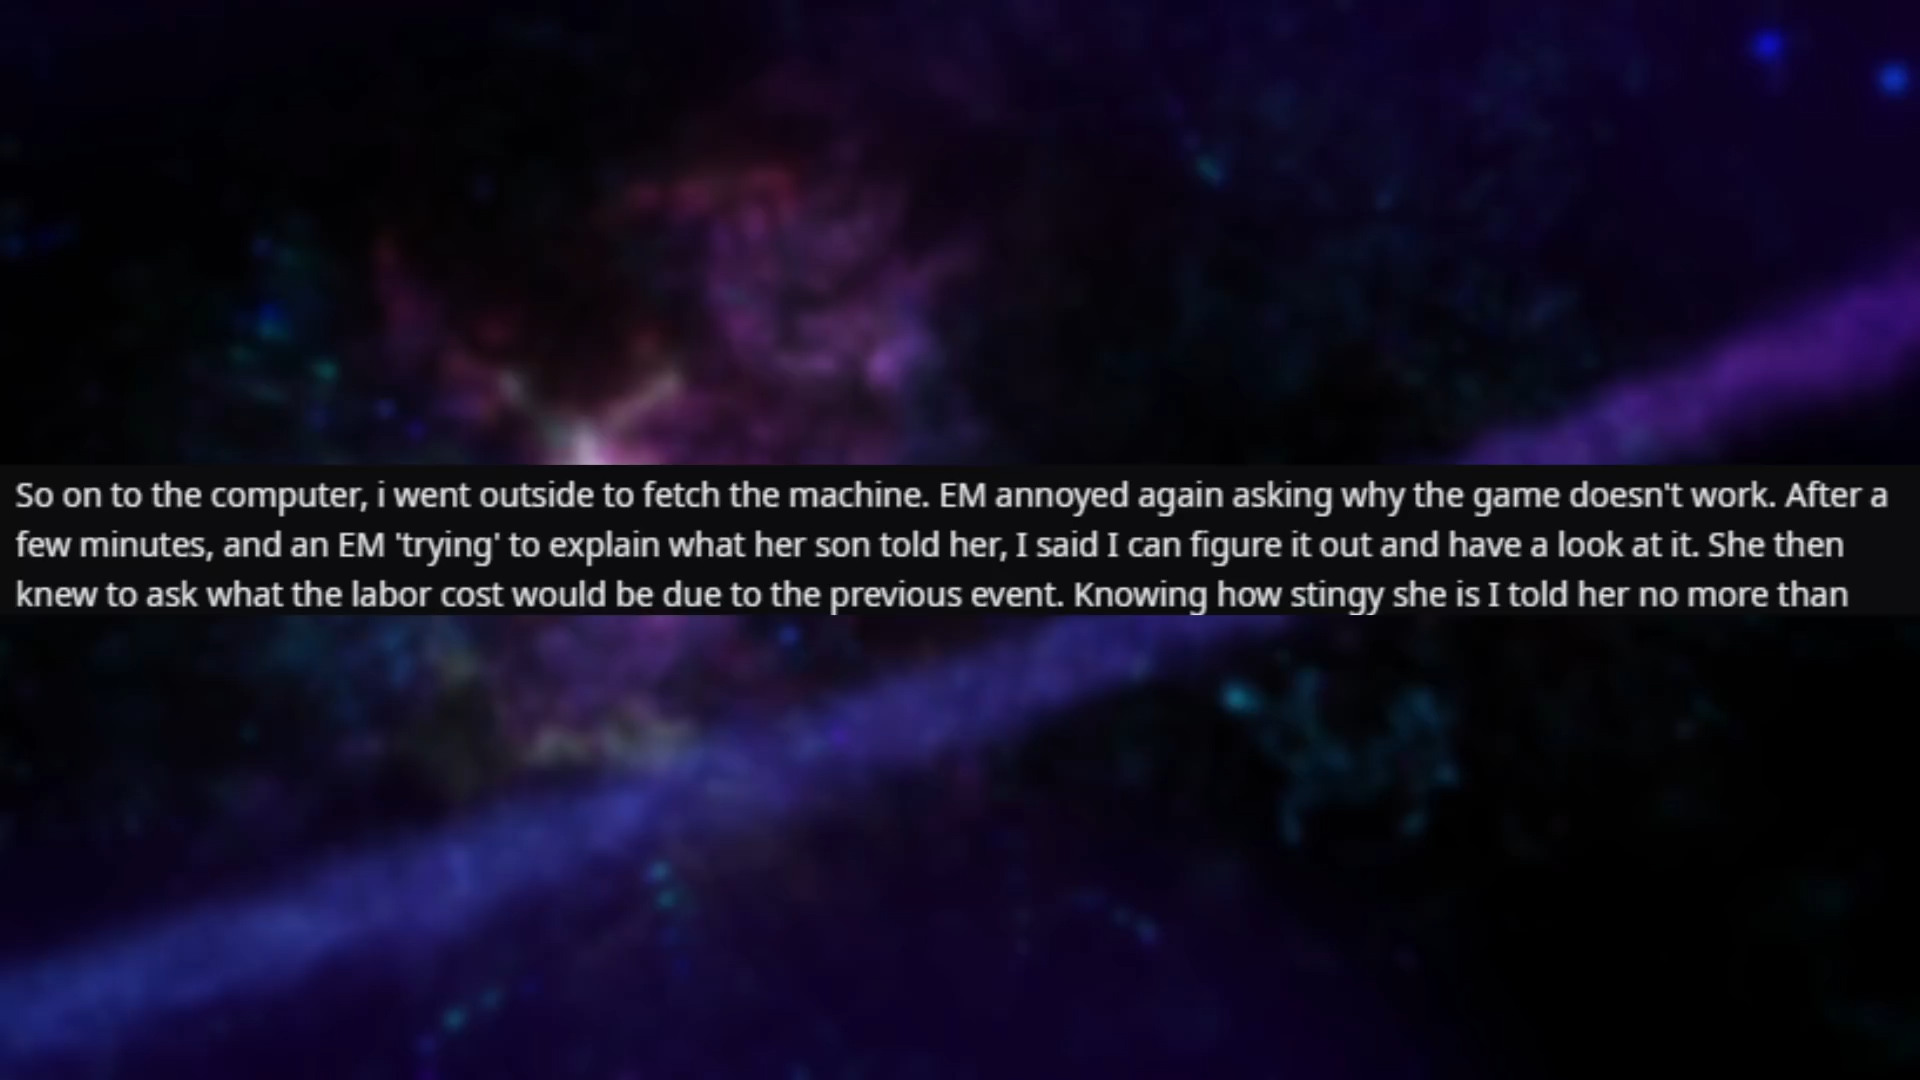 So on to the computer, i went outside to fetch the machine. EM annoyed again asking why the game doesn't work. After a
few minutes, and an EM 'trying' to explain what her son told her, I said I can figure it out and have a look at it. She then
knew to ask what the labor cost would be due to the previous event. Knowing how stingy she is I told her no more than